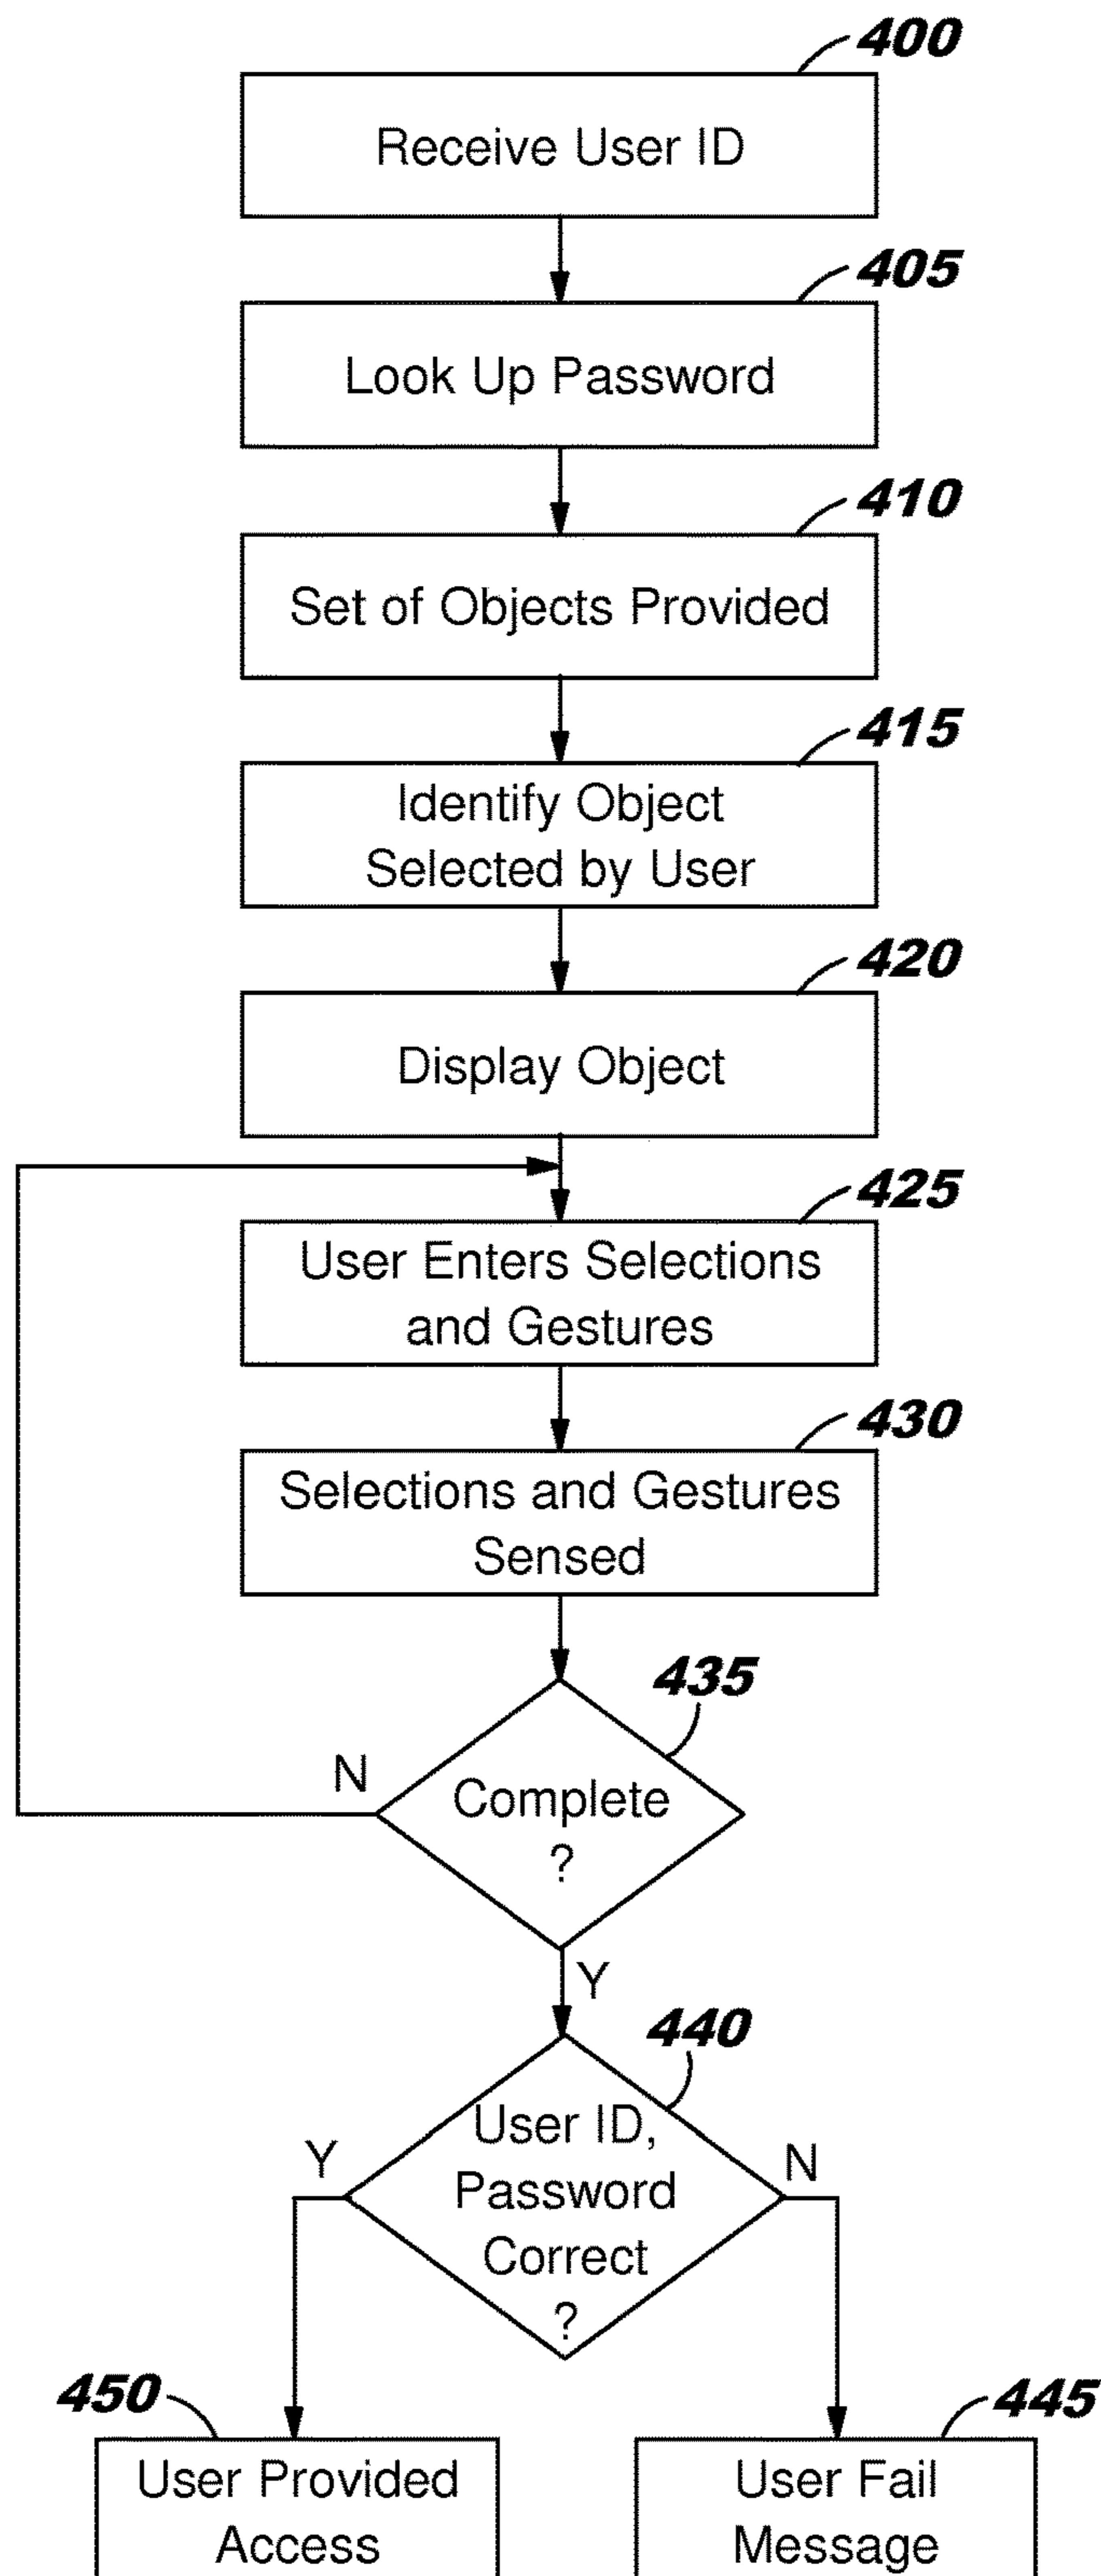 400
Receive User ID
405
Look Up Password
410
Set of Objects Provided
415
Identify Object
Selected by User
420
Display Object
425
User Enters Selections
and Gestures
430
Selections and Gestures
Sensed
435
N
Complete
?
Y
440
User ID,
Y
N
Password
Correct
?
450
445
User Provided
Access
User Fail
Message